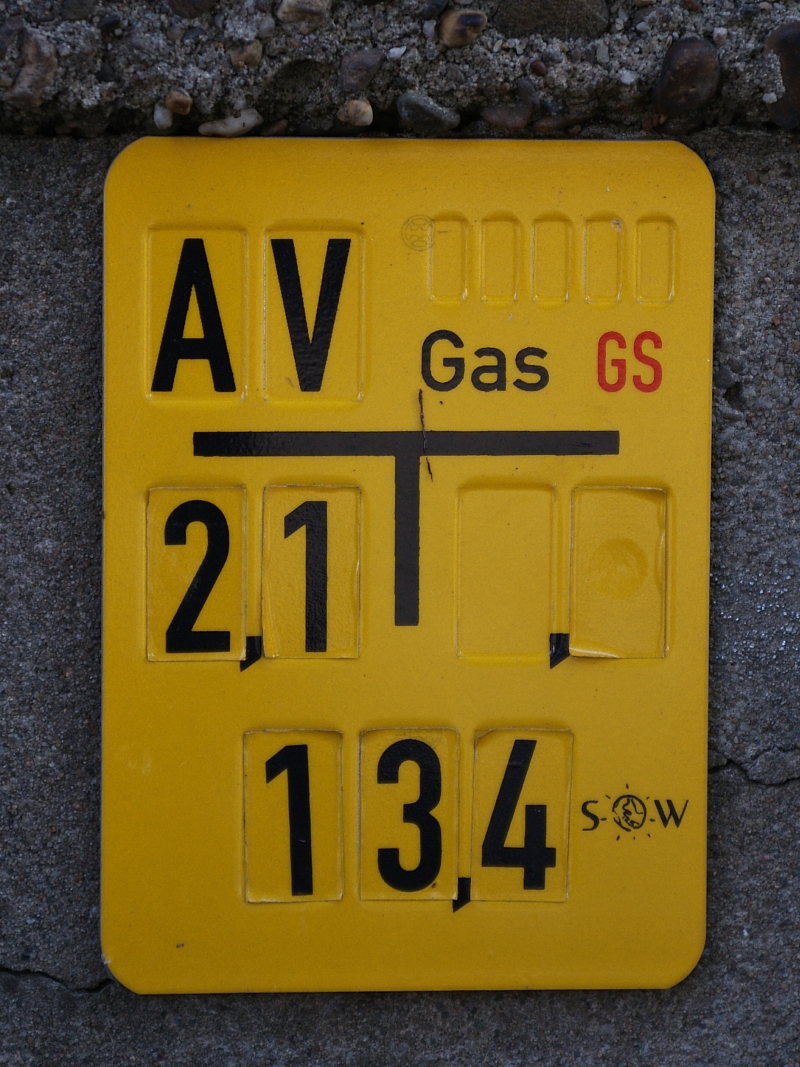 AV
Gas GS
2,1 ,
13,4
SOW